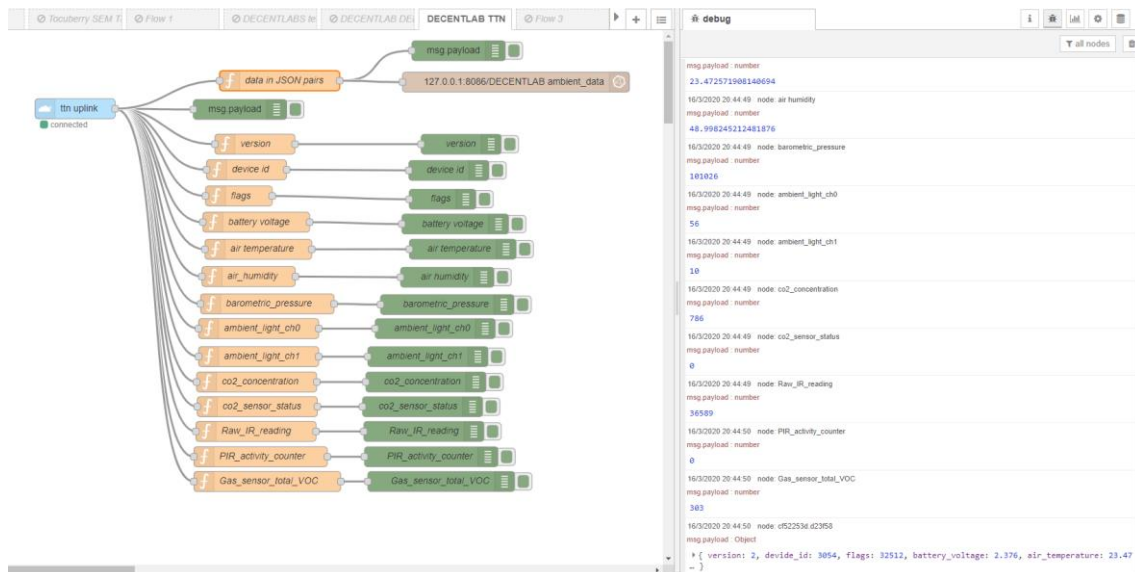 Tocuberry SEM T
Flow 1
DECENTLABS te
DECENTLAB DE
DECENTLAB TTN
Flow 3
debug
all nodes
msg.payload
data in JSON pairs
127.0.0.1:8086/DECENTLAB ambient_data
ttn uplink
connected
msg.payload
version
version
device id
device id
flags
flags
battery voltage
battery voltage
air temperature
air temperature
air_humidity
air humidity
barometric_pressure
barometric_pressure
ambient_light_ch0
ambient_light_ch0
ambient_light_ch1
ambient_light_ch1
co2_concentration
co2_concentration
co2_sensor_status
co2_sensor_status
Raw_IR_reading
Raw_IR_reading
PIR_activity_counter
PIR_activity_counter
Gas_sensor_total_VOC
Gas_sensor_total_VOC
msg.payload : number
23.472571908140694
16/3/2020 20:44:49 node: air humidity
msg.payload : number
48.998245212481876
16/3/2020 20:44:49 node: barometric_pressure
msg.payload : number
101026
16/3/2020 20:44:49 node: ambient_light_ch0
msg.payload : number
56
16/3/2020 20:44:49 node: ambient_light_ch1
msg.payload : number
10
16/3/2020 20:44:49 node: co2_concentration
msg.payload : number
786
16/3/2020 20:44:49 node: co2_sensor_status
msg.payload : number
0
16/3/2020 20:44:49 node: Raw_IR_reading
msg.payload : number
36589
16/3/2020 20:44:50 node: PIR_activity_counter
msg.payload : number
0
16/3/2020 20:44:50 node: Gas_sensor_total_VOC
msg.payload : number
303
16/3/2020 20:44:50 node: cf52253d.d23f58
msg.payload : Object
{ version: 2, devide_id: 3054, flags: 32512, battery_voltage: 2.376, air_temperature: 23.47
… }